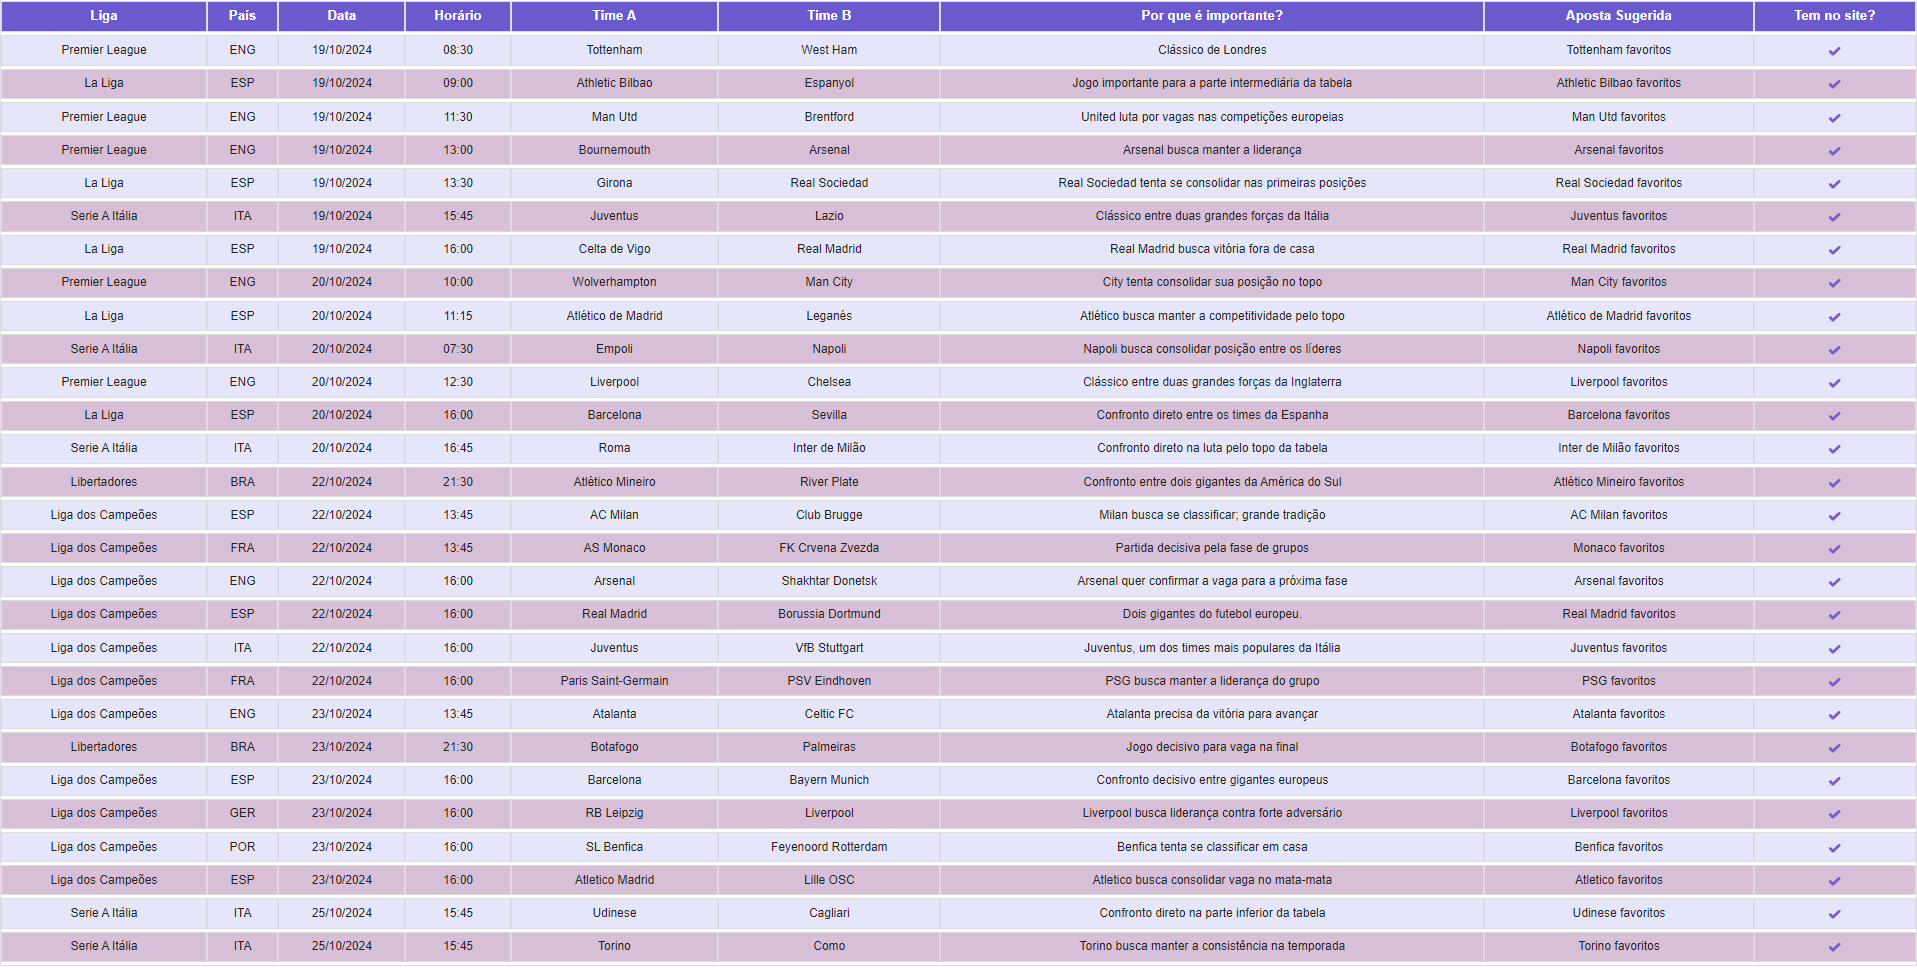 Liga País Data Horário Time A Time B Por que é importante? Aposta Sugerida Tem no site?
Premier League ENG 19/10/2024 08:30 Tottenham West Ham Clássico de Londres Tottenham favoritos ✔
La Liga ESP 19/10/2024 09:00 Athletic Bilbao Espanyol Jogo importante para a parte intermediária da tabela Athletic Bilbao favoritos ✔
Premier League ENG 19/10/2024 11:30 Man Utd Brentford United luta por vagas nas competições europeias Man Utd favoritos ✔
Premier League ENG 19/10/2024 13:00 Bournemouth Arsenal Arsenal busca manter a liderança Arsenal favoritos ✔
La Liga ESP 19/10/2024 13:30 Girona Real Sociedad Real Sociedad tenta se consolidar nas primeiras posições Real Sociedad favoritos ✔
Serie A Itália ITA 19/10/2024 15:45 Juventus Lazio Clássico entre duas grandes forças da Itália Juventus favoritos ✔
La Liga ESP 19/10/2024 16:00 Celta de Vigo Real Madrid Real Madrid busca vitória fora de casa Real Madrid favoritos ✔
Premier League ENG 20/10/2024 10:00 Wolverhampton Man City City tenta consolidar sua posição no topo Man City favoritos ✔
La Liga ESP 20/10/2024 11:15 Atlético de Madrid Leganés Atlético busca manter a competitividade pelo topo Atlético de Madrid favoritos ✔
Serie A Itália ITA 20/10/2024 07:30 Empoli Napoli Napoli busca consolidar posição entre os líderes Napoli favoritos ✔
Premier League ENG 20/10/2024 12:30 Liverpool Chelsea Clássico entre duas grandes forças da Inglaterra Liverpool favoritos ✔
La Liga ESP 20/10/2024 16:00 Barcelona Sevilla Confronto direto entre os times da Espanha Barcelona favoritos ✔
Serie A Itália ITA 20/10/2024 16:45 Roma Inter de Milão Confronto direto na luta pelo topo da tabela Inter de Milão favoritos ✔
Libertadores BRA 22/10/2024 21:30 Atlético Mineiro River Plate Confronto entre dois gigantes da América do Sul Atlético Mineiro favoritos ✔
Liga dos Campeões ESP 22/10/2024 13:45 AC Milan Club Brugge Milan busca se classificar; grande tradição AC Milan favoritos ✔
Liga dos Campeões FRA 22/10/2024 13:45 AS Monaco FK Crvena Zvezda Partida decisiva pela fase de grupos Monaco favoritos ✔
Liga dos Campeões ENG 22/10/2024 16:00 Arsenal Shakhtar Donetsk Arsenal quer confirmar a vaga para a próxima fase Arsenal favoritos ✔
Liga dos Campeões ESP 22/10/2024 16:00 Real Madrid Borussia Dortmund Dois gigantes do futebol europeu. Real Madrid favoritos ✔
Liga dos Campeões ITA 22/10/2024 16:00 Juventus VfB Stuttgart Juventus, um dos times mais populares da Itália Juventus favoritos ✔
Liga dos Campeões FRA 22/10/2024 16:00 Paris Saint-Germain PSV Eindhoven PSG busca manter a liderança do grupo PSG favoritos ✔
Liga dos Campeões ENG 23/10/2024 13:45 Atalanta Celtic FC Atalanta precisa da vitória para avançar Atalanta favoritos ✔
Libertadores BRA 23/10/2024 21:30 Botafogo Palmeiras Jogo decisivo para vaga na final Botafogo favoritos ✔
Liga dos Campeões ESP 23/10/2024 16:00 Barcelona Bayern Munich Confronto decisivo entre gigantes europeus Barcelona favoritos ✔
Liga dos Campeões GER 23/10/2024 16:00 RB Leipzig Liverpool Liverpool busca liderança contra forte adversário Liverpool favoritos ✔
Liga dos Campeões POR 23/10/2024 16:00 SL Benfica Feyenoord Rotterdam Benfica tenta se classificar em casa Benfica favoritos ✔
Liga dos Campeões ESP 23/10/2024 16:00 Atletico Madrid Lille OSC Atletico busca consolidar vaga no mata-mata Atletico favoritos ✔
Serie A Itália ITA 25/10/2024 15:45 Udinese Cagliari Confronto direto na parte inferior da tabela Udinese favoritos ✔
Serie A Itália ITA 25/10/2024 15:45 Torino Como Torino busca manter a consistência na temporada Torino favoritos ✔